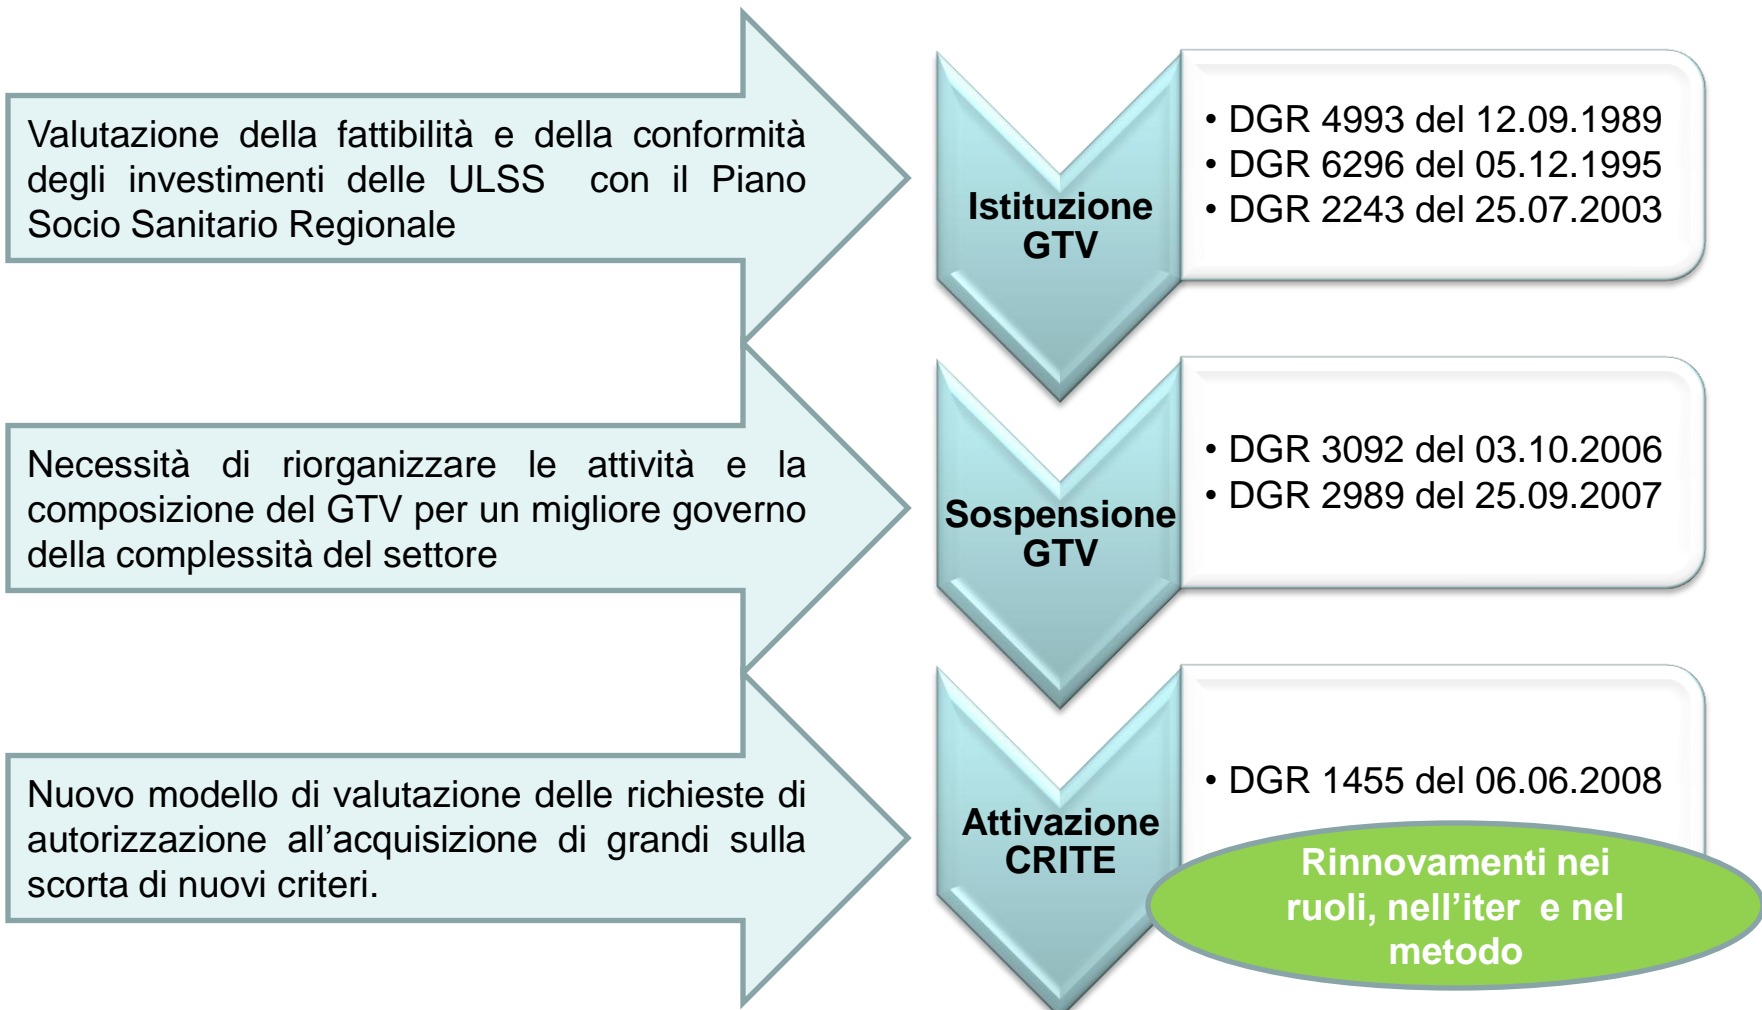 Valutazione della fattibilità e della conformità
degli investimenti delle ULSS con il Piano
Socio Sanitario Regionale
Istituzione
GTV
• DGR 4993 del 12.09.1989
• DGR 6296 del 05.12.1995
• DGR 2243 del 25.07.2003
Necessità di riorganizzare le attività e la
composizione del GTV per un migliore governo
della complessità del settore
Sospensione
GTV
• DGR 3092 del 03.10.2006
• DGR 2989 del 25.09.2007
Nuovo modello di valutazione delle richieste di
autorizzazione all’acquisizione di grandi sulla
scorta di nuovi criteri.
Attivazione
CRITE
• DGR 1455 del 06.06.2008
Rinnovamenti nei
ruoli, nell’iter e nel
metodo